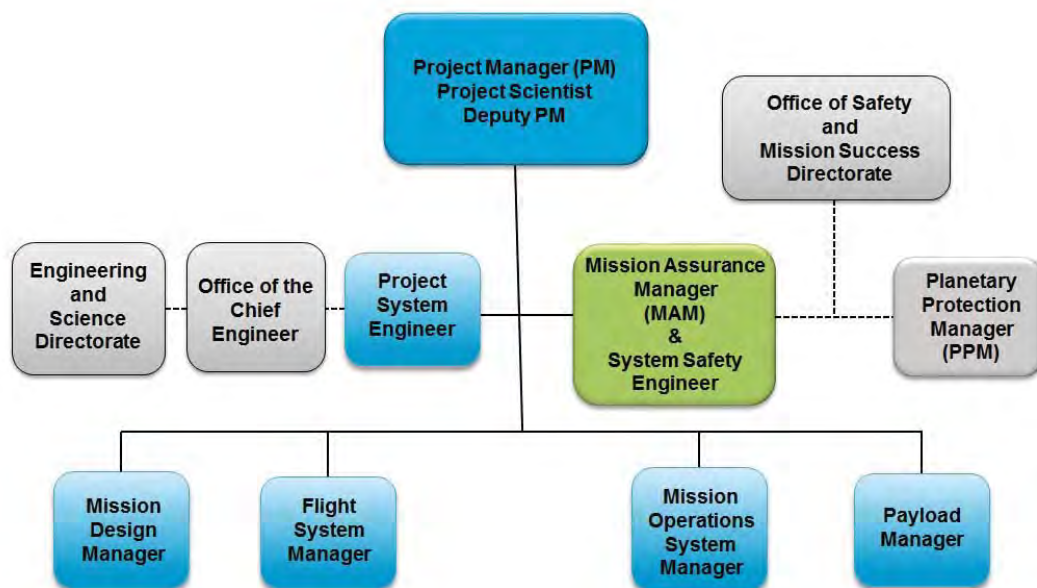 Project Manager (PM)
Project Scientist
Deputy PM
Office of Safety
and
Mission Success
Directorate
Engineering
and
Science
Directorate
Office of the
Chief
Engineer
Project
System
Engineer
Mission Assurance
Manager
(MAM)
&
System Safety
Engineer
Planetary
Protection
Manager
(PPM)
Mission
Design
Manager
Flight
System
Manager
Mission
Operations
System
Manager
Payload
Manager